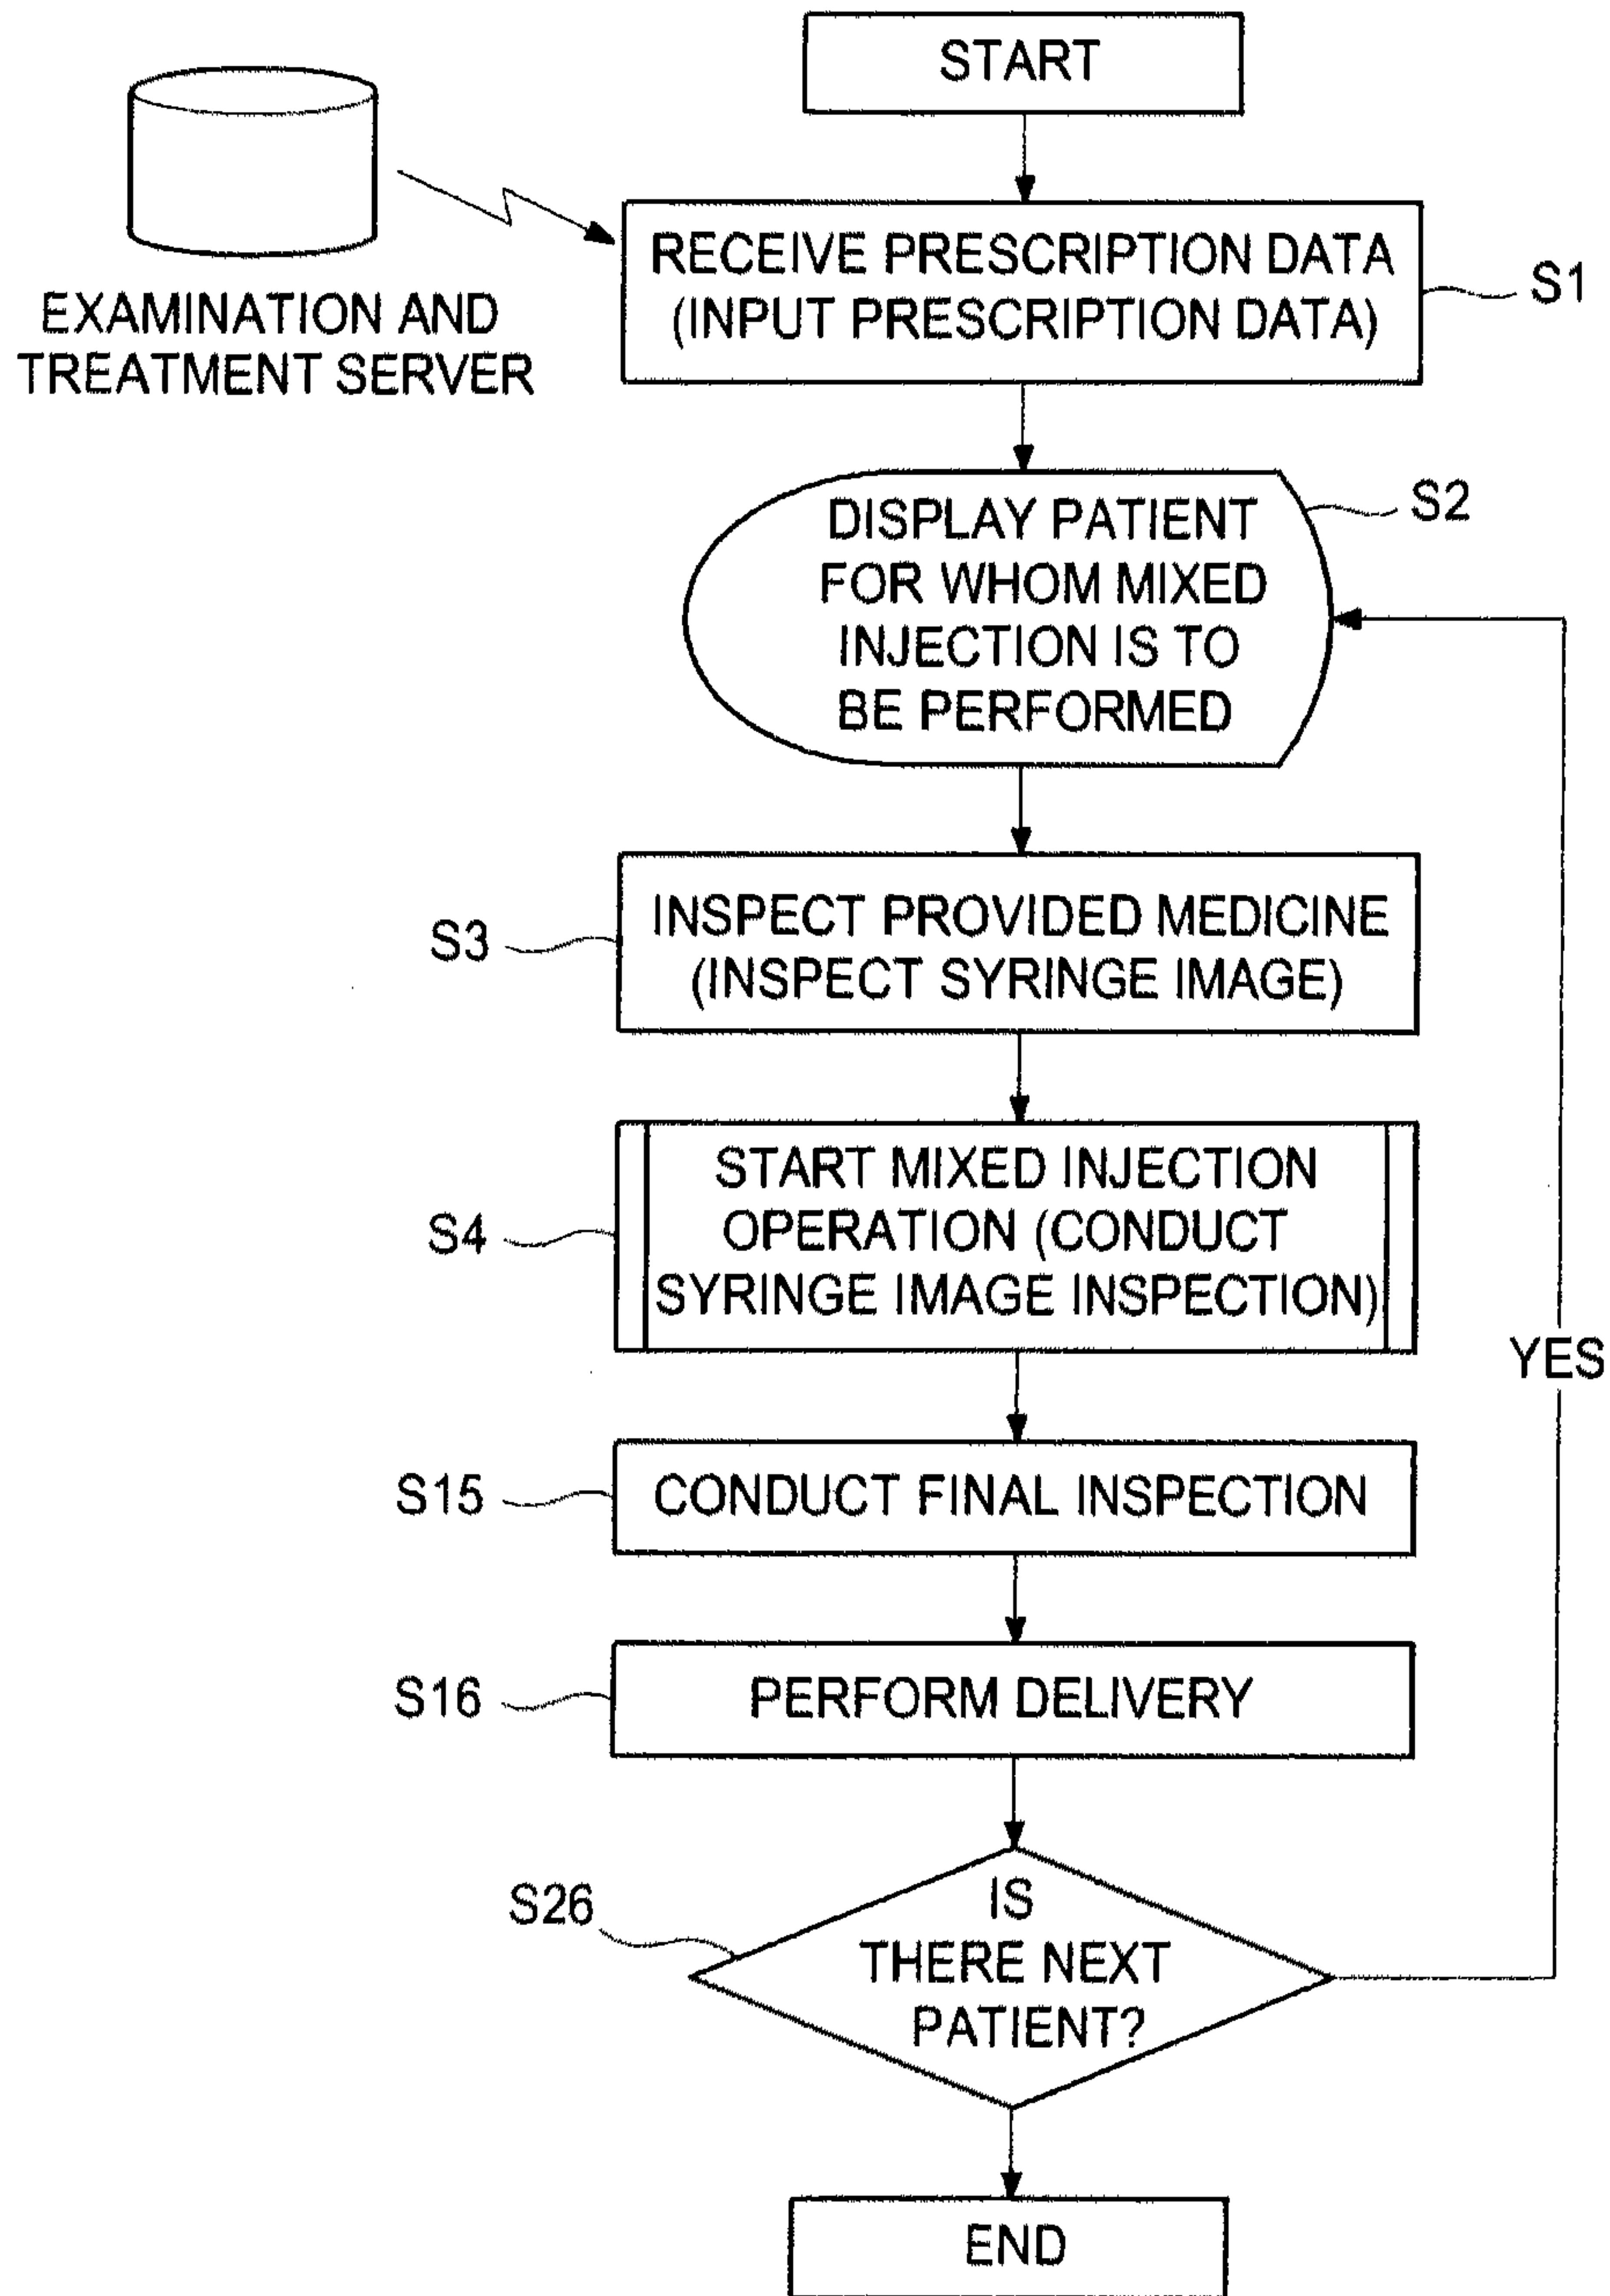 START
EXAMINATION AND
TREATMENT SERVER
RECEIVE PRESCRIPTION DATA
(INPUT PRESCRIPTION DATA)
S1
DISPLAY PATIENT
FOR WHOM MIXED
INJECTION IS TO
BE PERFORMED
S2
S3
INSPECT PROVIDED MEDICINE
(INSPECT SYRINGE IMAGE)
S4
START MIXED INJECTION
OPERATION (CONDUCT
SYRINGE IMAGE INSPECTION)
YES
S15
CONDUCT FINAL INSPECTION
S16
PERFORM DELIVERY
S26
IS
THERE NEXT
PATIENT?
END